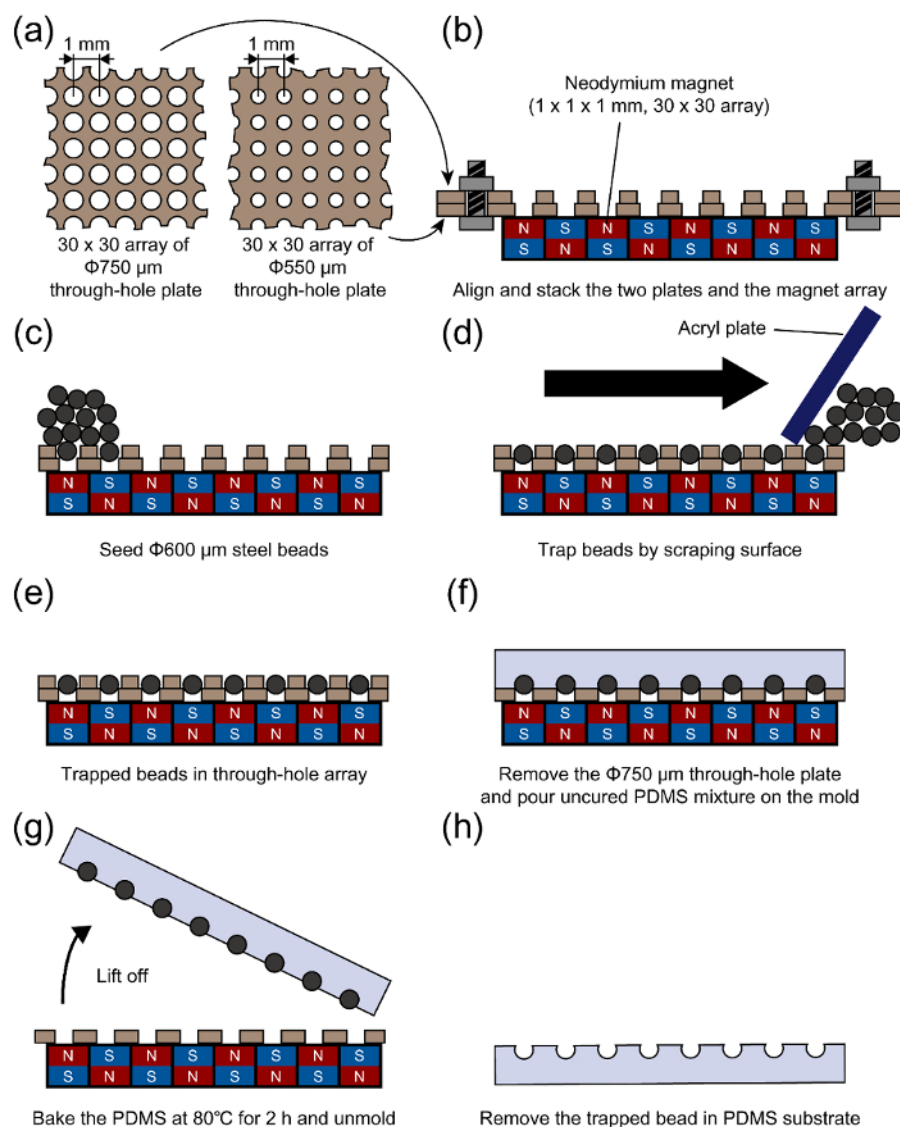 (a)
1 mm
1 mm
30 x 30 array of
Φ750 µm
through-hole plate
30 x 30 array of
Φ550 µm
through-hole plate
(b)
Neodymium magnet
(1 x 1 x 1 mm, 30 x 30 array)
N S N S N S N S
S N S N S N S N
Align and stack the two plates and the magnet array
(c)
N S N S N S N S
S N S N S N S N
Seed Φ600 µm steel beads
(d)
Acryl plate
N S N S N S N S
S N S N S N S N
Trap beads by scraping surface
(e)
N S N S N S N S
S N S N S N S N
Trapped beads in through-hole array
(f)
N S N S N S N S
S N S N S N S N
Remove the Φ750 µm through-hole plate
and pour uncured PDMS mixture on the mold
(g)
Lift off
N S N S N S N S
S N S N S N S N
Bake the PDMS at 80℃ for 2 h and unmold
(h)
Remove the trapped bead in PDMS substrate